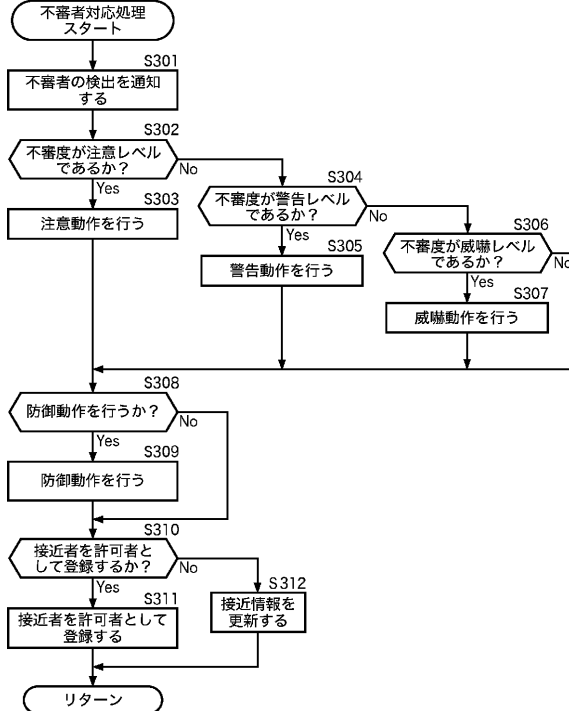 不審者対応処理
スタート
S301
不審者の検出を通知
する
S302
不審度が注意レベル
であるか？
No
Yes
S303
注意動作を行う
S304
不審度が警告レベル
であるか？
No
Yes
S305
警告動作を行う
S306
不審度が威嚇レベル
であるか？
No
Yes
S307
威嚇動作を行う
S308
防御動作を行うか？
No
Yes
S309
防御動作を行う
S310
接近者を許可者と
して登録するか？
No
Yes
S311
接近者を許可者として
登録する
S312
接近情報を
更新する
リターン